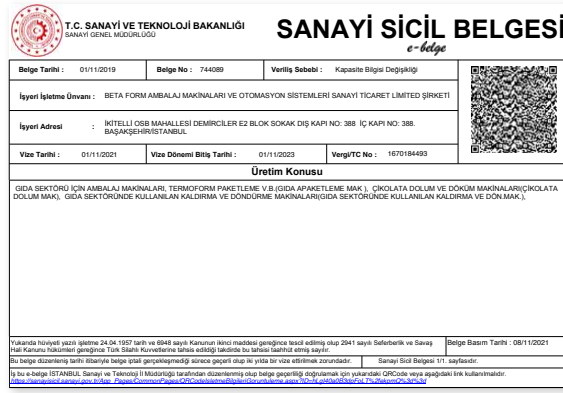 T.C. SANAYİ VE TEKNOLOJİ BAKANLIĞI
SANAYİ GENEL MÜDÜRLÜĞÜ
SANAYİ SİCİL BELGESİ
e-belge
Belge Tarihi : 01/11/2019 Belge No : 744089 Veriliş Sebebi : Kapasite Bilgisi Değişikliği
İşyeri İşletme Ünvanı : BETA FORM AMBALAJ MAKİNALARI VE OTOMASYON SİSTEMLERİ SANAYİ TİCARET LİMİTED ŞİRKETİ
İşyeri Adresi : İKİTELLİ OSB MAHALLESİ DEMİRCİLER E2 BLOK SOKAK DIŞ KAPI NO: 388 İÇ KAPI NO: 388.
BAŞAKŞEHİR/İSTANBUL
Vize Tarihi : 01/11/2021 Vize Dönemi Bitiş Tarihi : 01/11/2023 Vergi/TC No : 1670184493
Üretim Konusu
GIDA SEKTÖRÜ İÇİN AMBALAJ MAKİNALARI, TERMOFORM PAKETLEME V.B.(GIDA APAKETLEME MAK ), ÇİKOLATA DOLUM VE DÖKÜM MAKİNALARI(ÇİKOLATA
DOLUM MAK), GIDA SEKTÖRÜNDE KULLANILAN KALDIRMA VE DÖNDÜRME MAKİNALARI(GIDA SEKTÖRÜNDE KULLANILAN KALDIRMA VE DÖN.MAK.),
Yukarıda hüviyeti yazılı işletme 24.04.1957 tarih ve 6948 sayılı Kanunun ikinci maddesi gereğince tescil edilmiş olup 2941 sayılı Seferberlik ve Savaş
Hali Kanunu hükümleri gereğince Türk Silahlı Kuvvetlerine tahsis edildiği takdirde bu tahsisi taahhüt etmiş sayılır.
Belge Basım Tarihi : 08/11/2021
Bu belge düzenleniş tarihi itibariyle belge iptali gerçekleşmediği sürece geçerli olup iki yılda bir vize ettirilmek zorundadır. Sanayi Sicil Belgesi 1/1. sayfasıdır.
İş bu e-belge İSTANBUL Sanayi ve Teknoloji İl Müdürlüğü tarafından düzenlenmiş olup belge geçerliliği doğrulamak için yukarıdaki QRCode veya aşağıdaki link kullanılmalıdır.